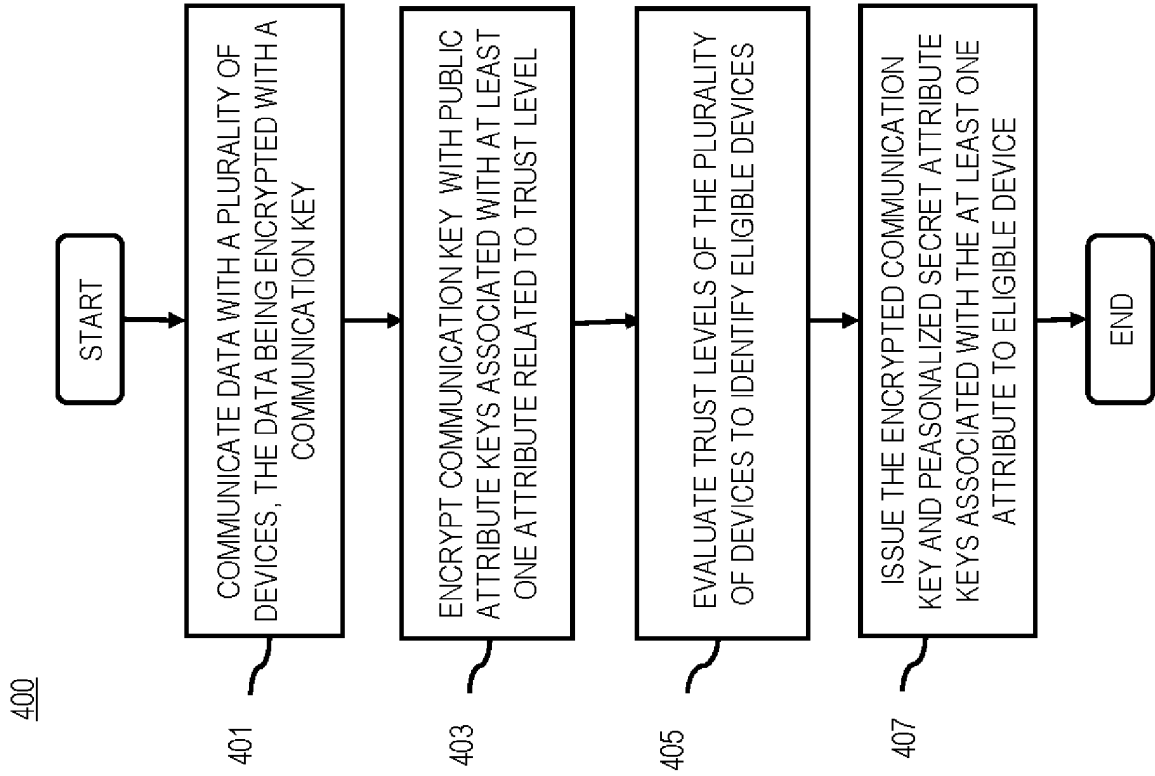 400
START
401
COMMUNICATE DATA WITH A PLURALITY OF
DEVICES, THE DATA BEING ENCRYPTED WITH A
COMMUNICATION KEY
403
ENCRYPT COMMUNICATION KEY WITH PUBLIC
ATTRIBUTE KEYS ASSOCIATED WITH AT LEAST
ONE ATTRIBUTE RELATED TO TRUST LEVEL
405
EVALUATE TRUST LEVELS OF THE PLURALITY
OF DEVICES TO IDENTIFY ELIGIBLE DEVICES
407
ISSUE THE ENCRYPTED COMMUNICATION
KEY AND PEASONALIZED SECRET ATTRIBUTE
KEYS ASSOCIATED WITH THE AT LEAST ONE
ATTRIBUTE TO ELIGIBLE DEVICE
END